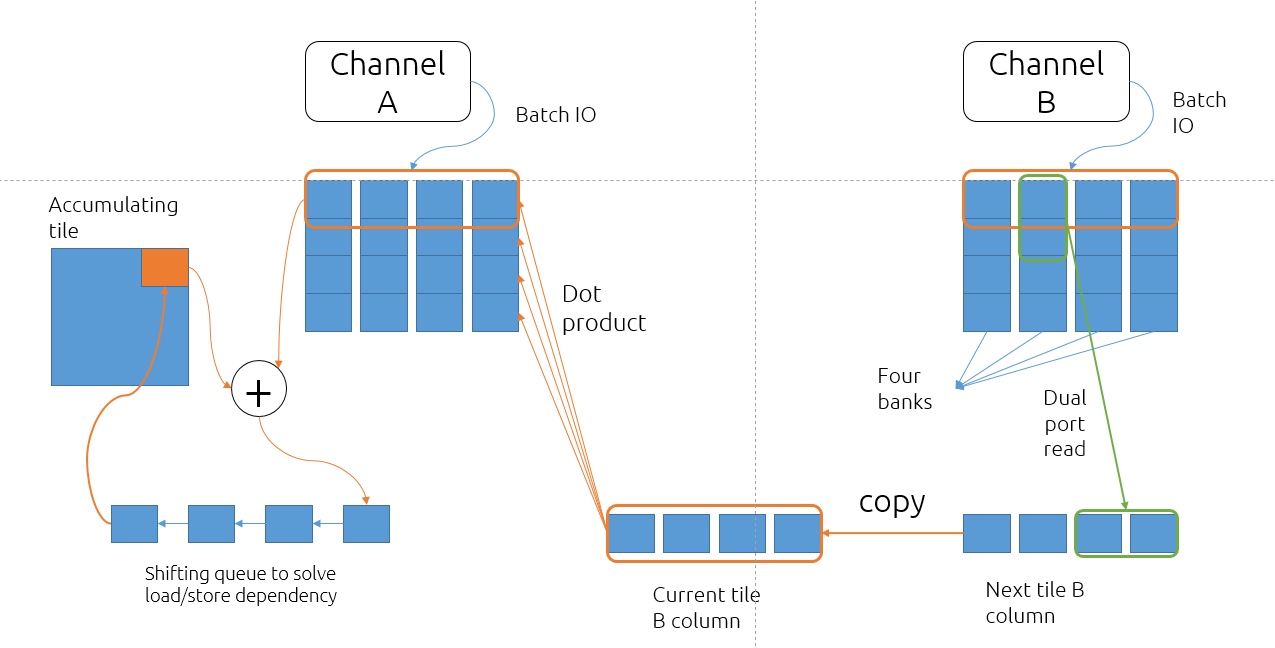 Channel
A
Batch IO
Channel
B
Batch
IO
Accumulating
tile
Dot
product
+
Four
banks
Dual
port
read
copy
Shifting queue to solve
load/store dependency
Current tile
B column
Next tile B
column